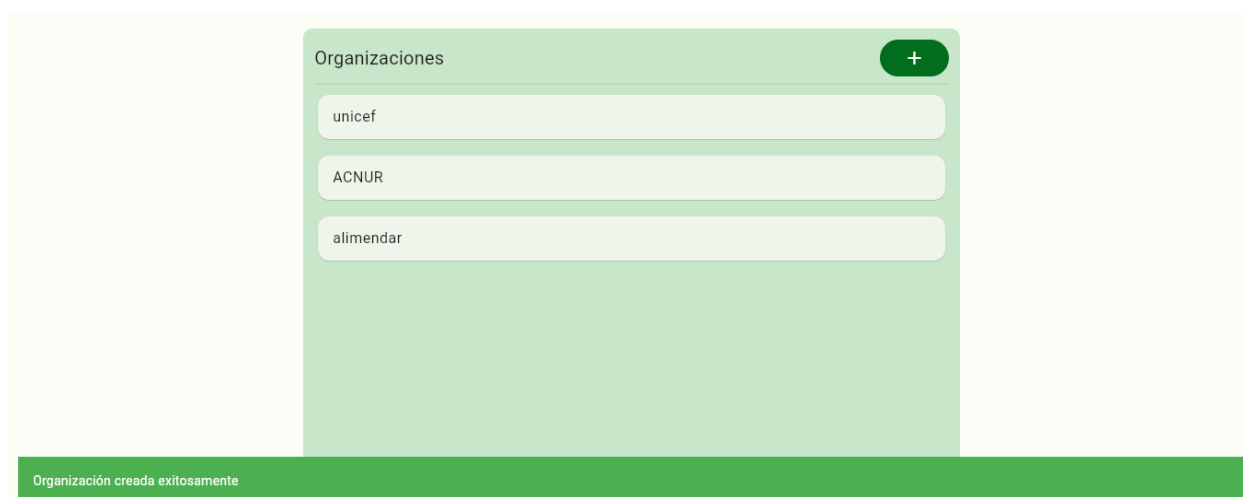 Organizaciones
+
unicef
ACNUR
alimendar
Organización creada exitosamente